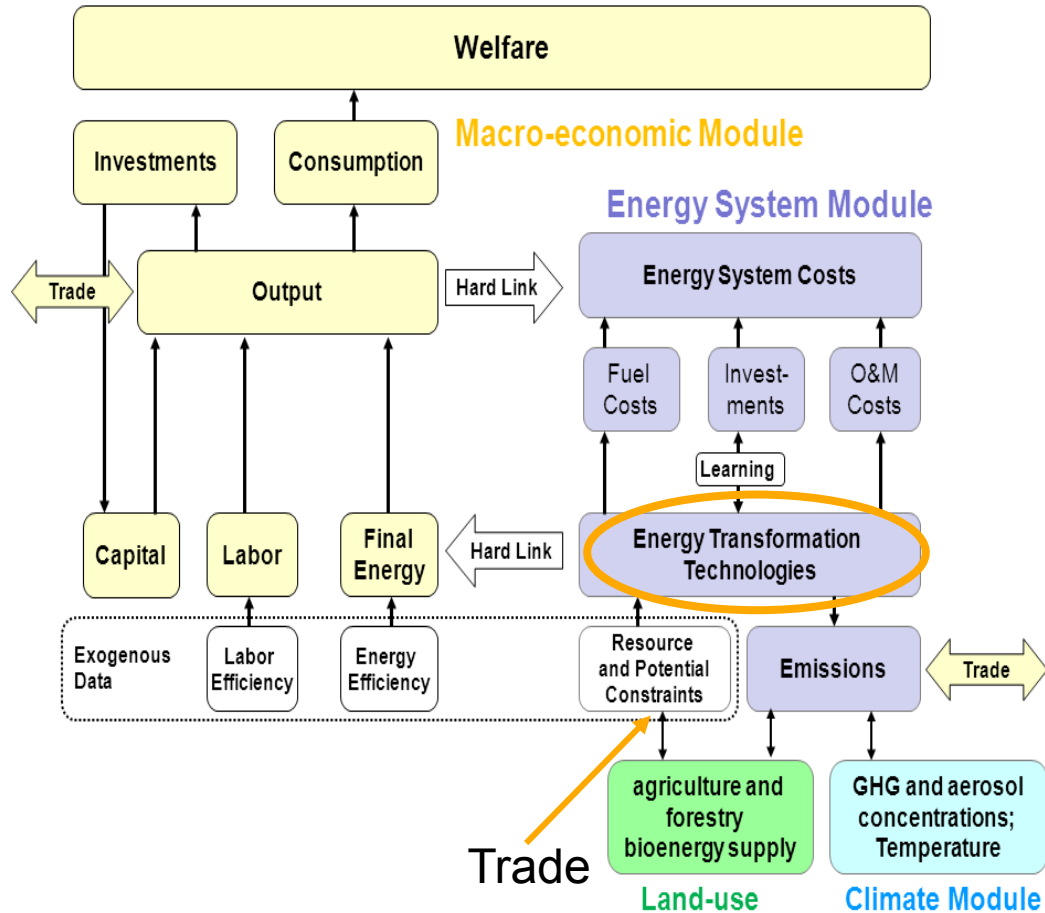 Welfare
Macro-economic Module
Investments
Consumption
Energy System Module
Trade
Output
Hard Link
Energy System Costs
Fuel
Costs
Invest-
ments
O&M
Costs
Learning
Capital
Labor
Final
Energy
Hard Link
Energy Transformation
Technologies
Exogenous
Data
Labor
Efficiency
Energy
Efficiency
Resource
and Potential
Constraints
Emissions
Trade
agriculture and
forestry
bioenergy supply
GHG and aerosol
concentrations;
Temperature
Trade
Land-use
Climate Module